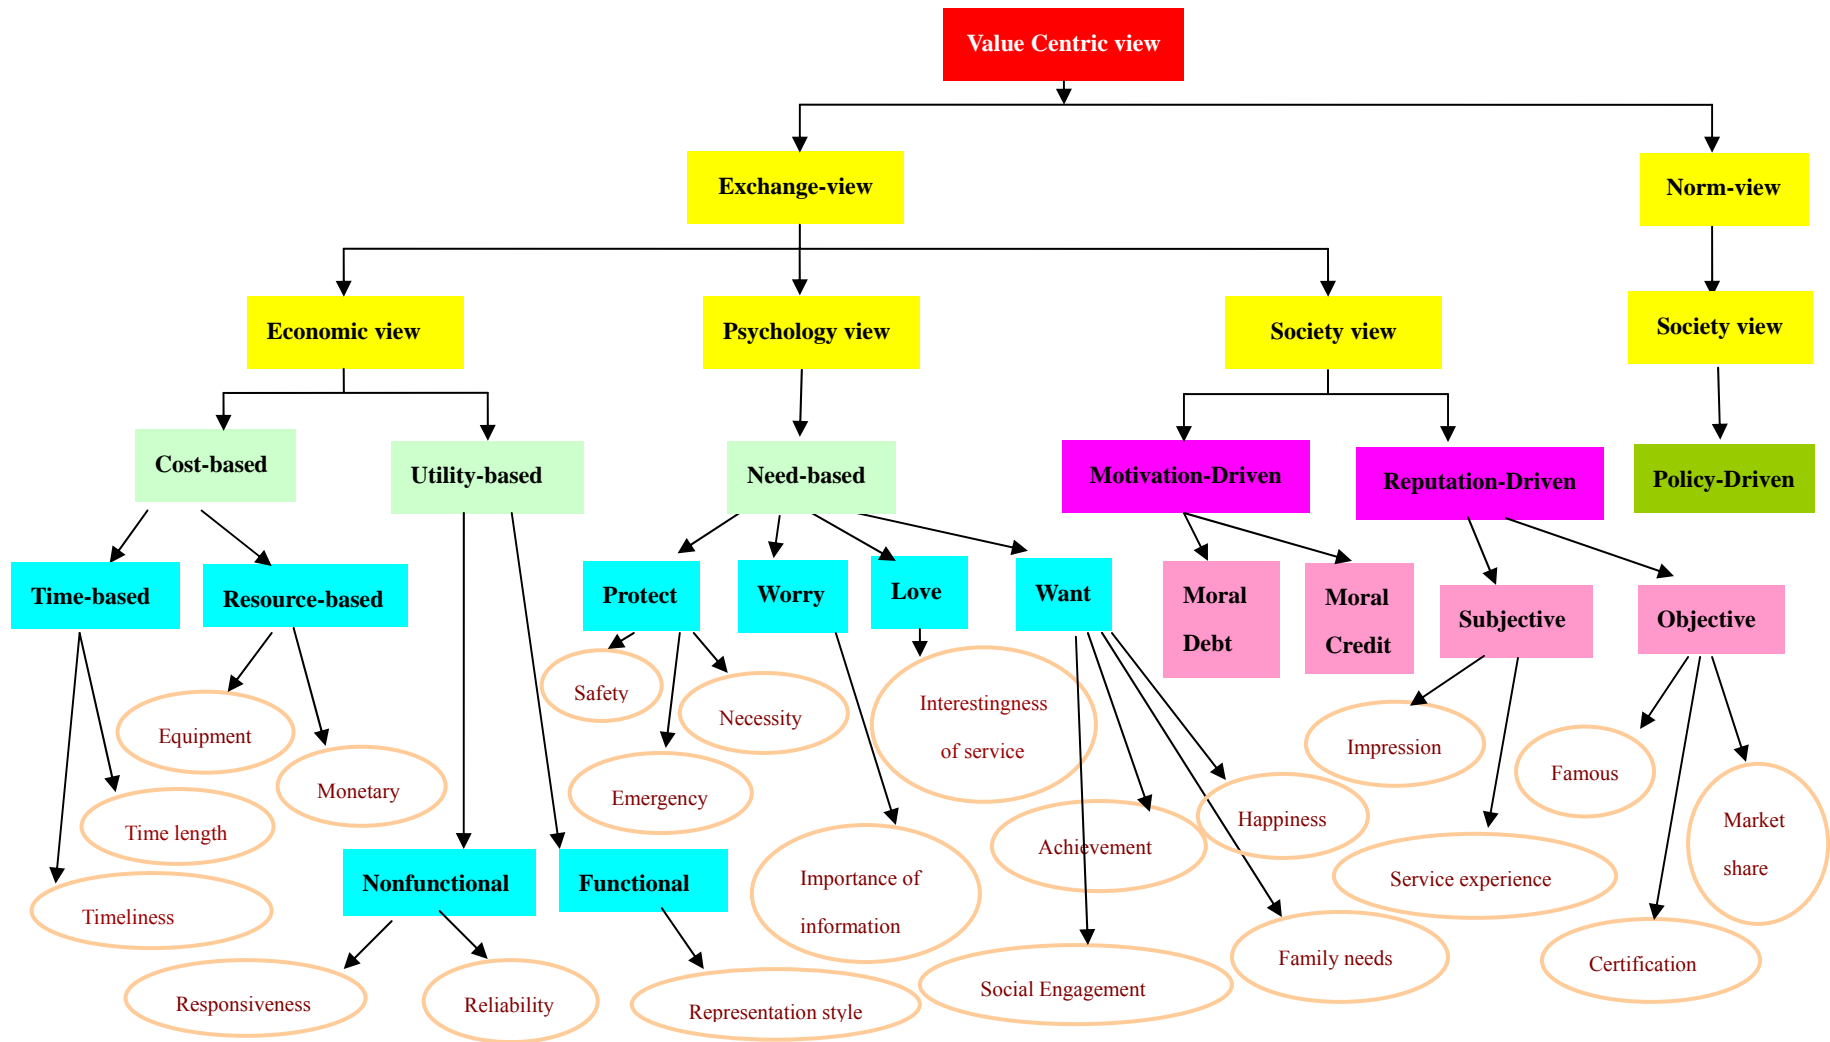 Value Centric view
Exchange-view
Norm-view
Economic view
Psychology view
Society view
Society view
Cost-based
Utility-based
Need-based
Motivation-Driven
Reputation-Driven
Policy-Driven
Time-based
Resource-based
Protect
Worry
Love
Want
Moral
Debt
Moral
Credit
Subjective
Objective
Safety
Necessity
Interestingness
of service
Equipment
Monetary
Emergency
Impression
Famous
Time length
Achievement
Happiness
Market
share
Nonfunctional
Functional
Importance of
information
Service experience
Timeliness
Family needs
Certification
Responsiveness
Reliability
Representation style
Social Engagement